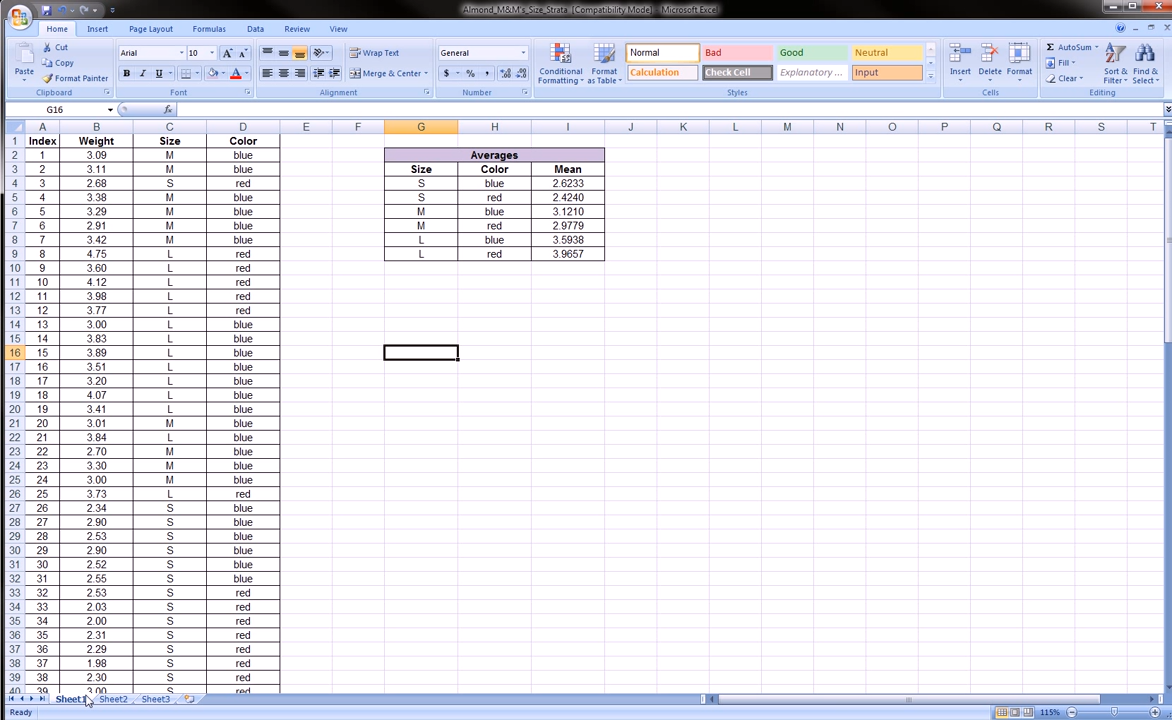 Almond_M&M's_Size_Strata [Compatibility Mode] - Microsoft Excel
Home Insert Page Layout Formulas Data Review View
Paste Cut Copy Format Painter Clipboard
Arial 10 Font
Wrap Text Merge & Center Alignment
General Number
Conditional Formatting Format as Table
Normal Bad Good Neutral
Calculation Check Cell Explanatory ... Input
Styles
Insert Delete Format Cells
AutoSum Fill Clear Sort & Filter Find & Select Editing
G16 fx
A B C D E F G H I J K L M N O P Q R S T
1 Index Weight Size Color
2 1 3.09 M blue Averages
3 2 3.11 M blue Size Color Mean
4 3 2.68 S red S blue 2.6233
5 4 3.38 M blue S red 2.4240
6 5 3.29 M blue M blue 3.1210
7 6 2.91 M blue M red 2.9779
8 7 3.42 M blue L blue 3.5938
9 8 4.75 L red L red 3.9657
10 9 3.60 L red
11 10 4.12 L red
12 11 3.98 L red
13 12 3.77 L red
14 13 3.00 L blue
15 14 3.83 L blue
16 15 3.89 L blue
17 16 3.51 L blue
18 17 3.20 L blue
19 18 4.07 L blue
20 19 3.41 L blue
21 20 3.01 M blue
22 21 3.84 L blue
23 22 2.70 M blue
24 23 3.30 M blue
25 24 3.00 M blue
26 25 3.73 L red
27 26 2.34 S blue
28 27 2.90 S blue
29 28 2.53 S blue
30 29 2.90 S blue
31 30 2.52 S blue
32 31 2.55 S blue
33 32 2.53 S red
34 33 2.03 S red
35 34 2.00 S red
36 35 2.31 S red
37 36 2.29 S red
38 37 1.98 S red
39 38 2.30 S red
40 39 3.00 S red
Sheet1 Sheet2 Sheet3
Ready 115%